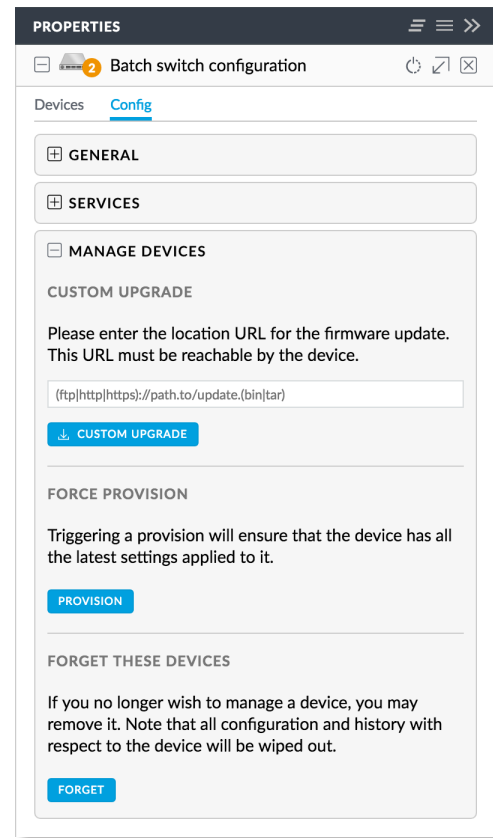 PROPERTIES
2 Batch switch configuration
Devices Config
GENERAL
SERVICES
MANAGE DEVICES
CUSTOM UPGRADE
Please enter the location URL for the firmware update.
This URL must be reachable by the device.
(ftp|http|https)://path.to/update.(bin|tar)
CUSTOM UPGRADE
FORCE PROVISION
Triggering a provision will ensure that the device has all
the latest settings applied to it.
PROVISION
FORGET THESE DEVICES
If you no longer wish to manage a device, you may
remove it. Note that all configuration and history with
respect to the device will be wiped out.
FORGET